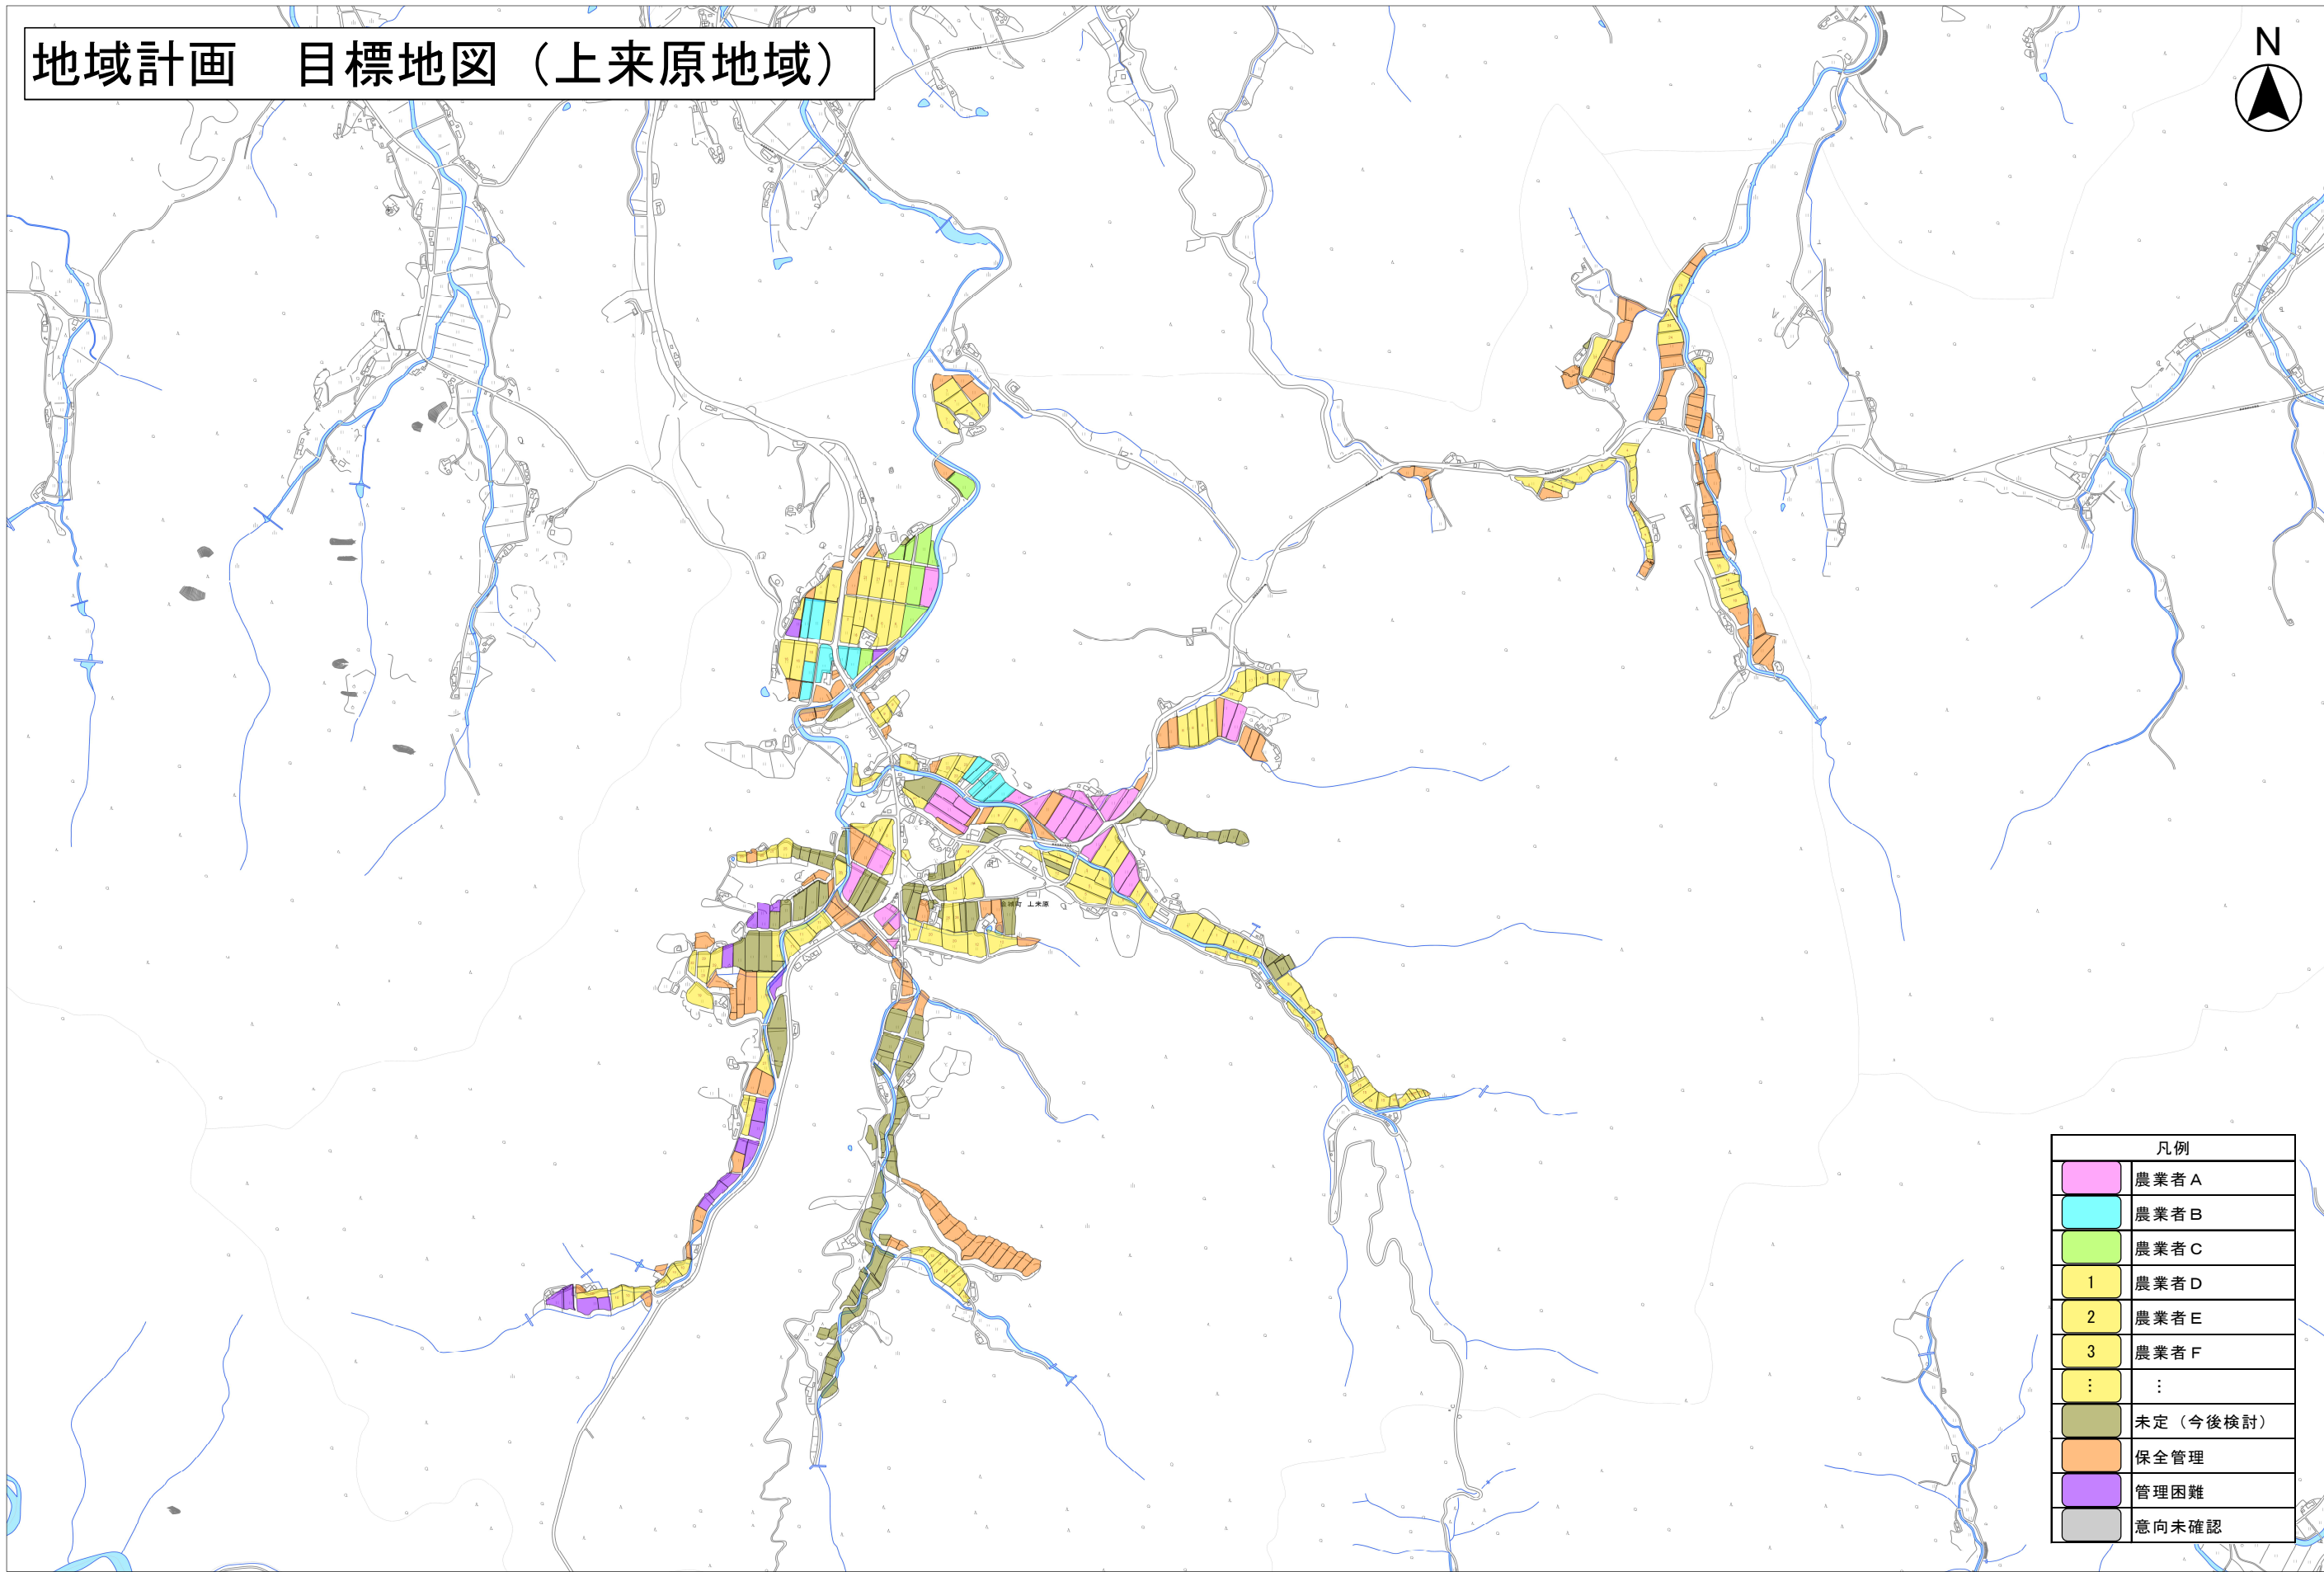 地域計画　目標地図（上来原地域）
N
上来原
凡例
農業者Ａ
農業者Ｂ
農業者Ｃ
1 農業者Ｄ
2 農業者Ｅ
3 農業者Ｆ
⋮ ⋮
未定（今後検討）
保全管理
管理困難
意向未確認